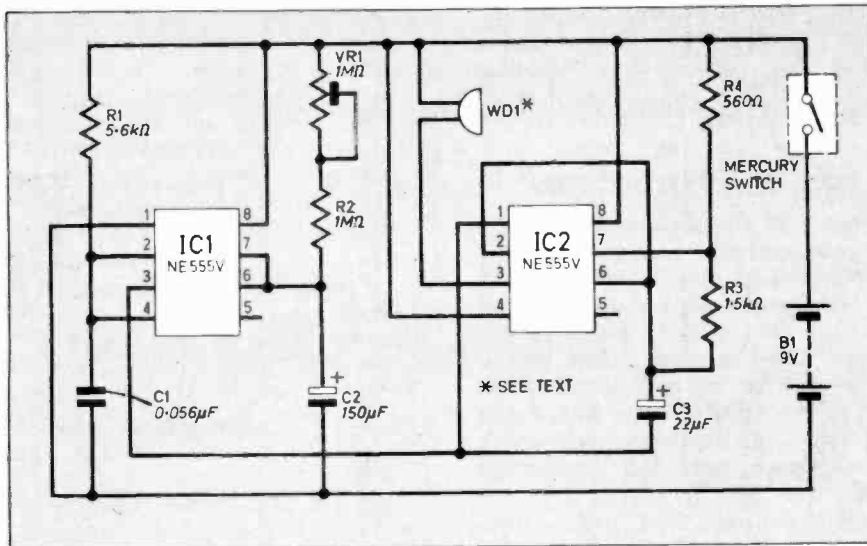 R1
5·6kΩ
VR1
1MΩ
R2
1MΩ
1
2
3
4
IC1
NE555V
8
7
6
5
C1
0·056µF
C2
150µF
+
WD1*
1
2
3
4
IC2
NE555V
8
7
6
5
* SEE TEXT
R4
560Ω
R3
1·5kΩ
+
C3
22µF
MERCURY
SWITCH
B1
9V